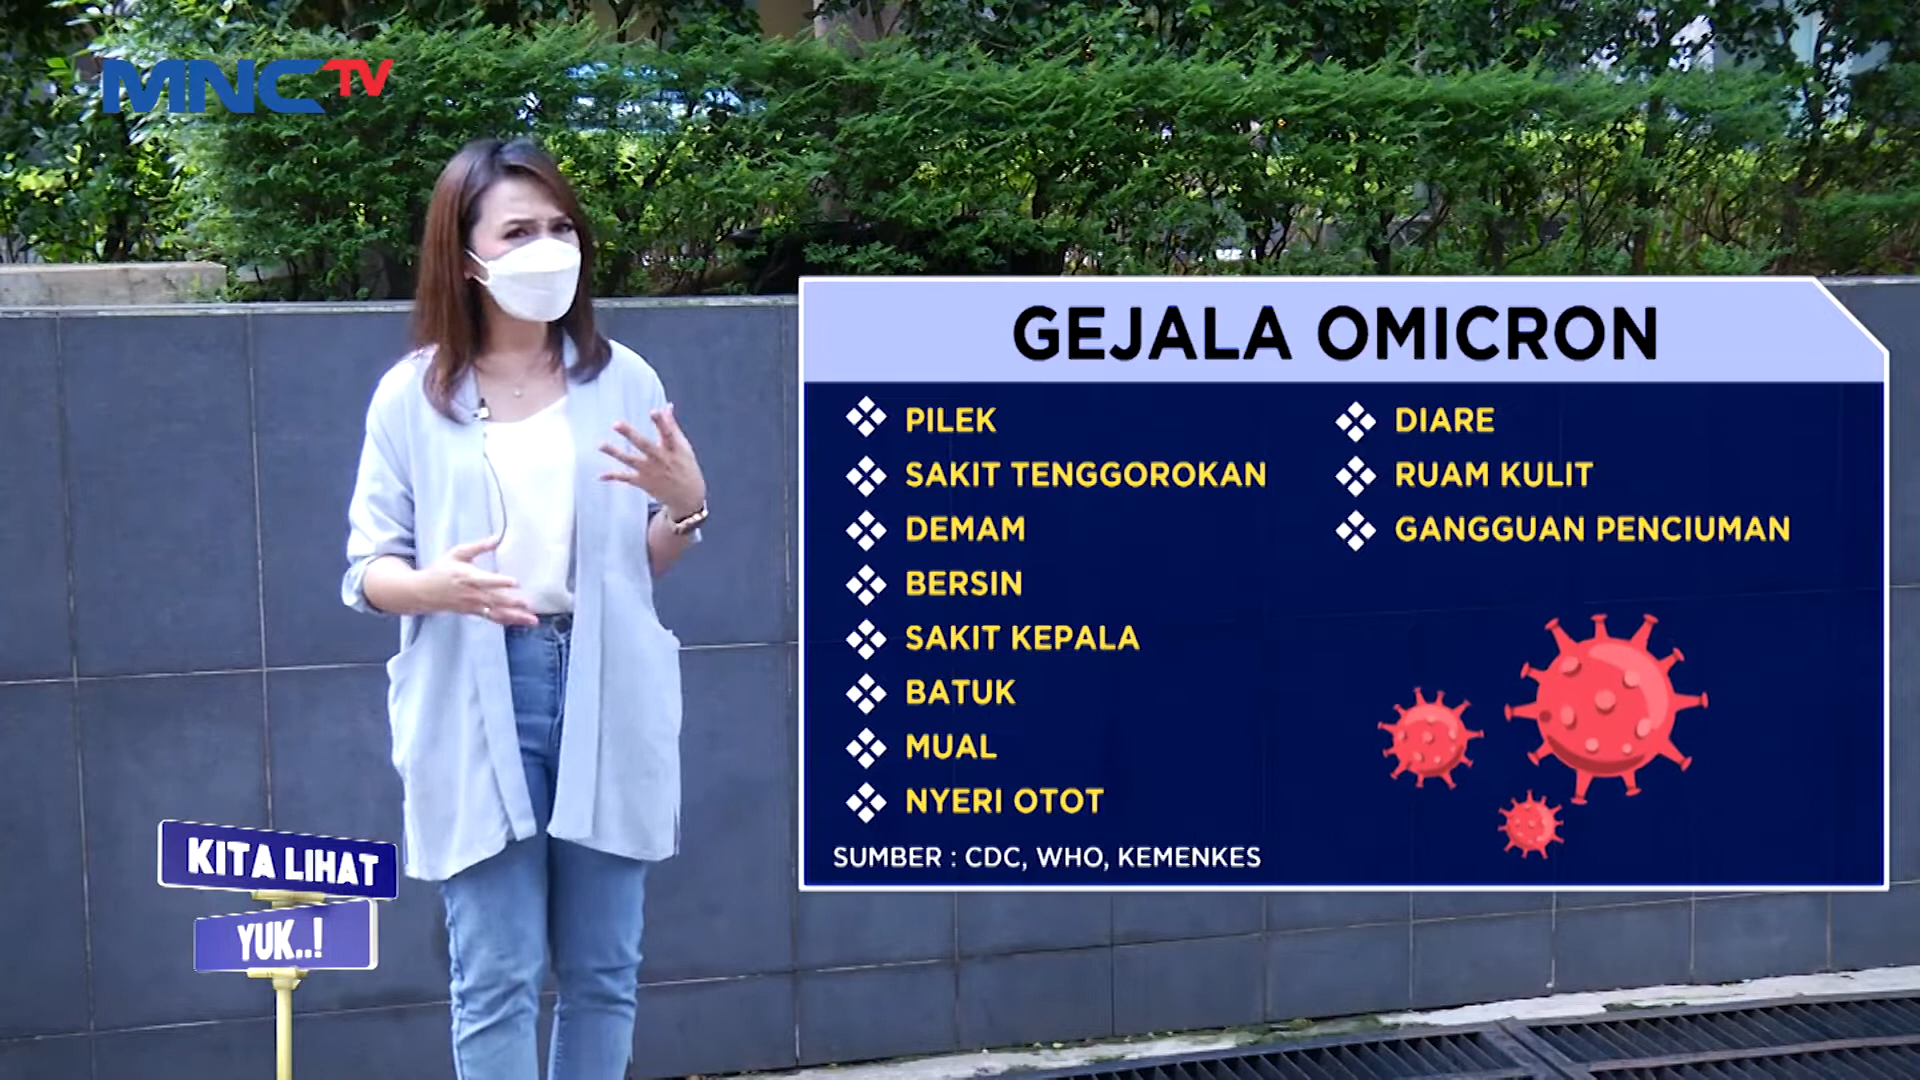 MNCTV
GEJALA OMICRON
PILEK
SAKIT TENGGOROKAN
DEMAM
BERSIN
SAKIT KEPALA
BATUK
MUAL
NYERI OTOT
DIARE
RUAM KULIT
GANGGUAN PENCIUMAN
SUMBER : CDC, WHO, KEMENKES
KITA LIHAT
YUK..!